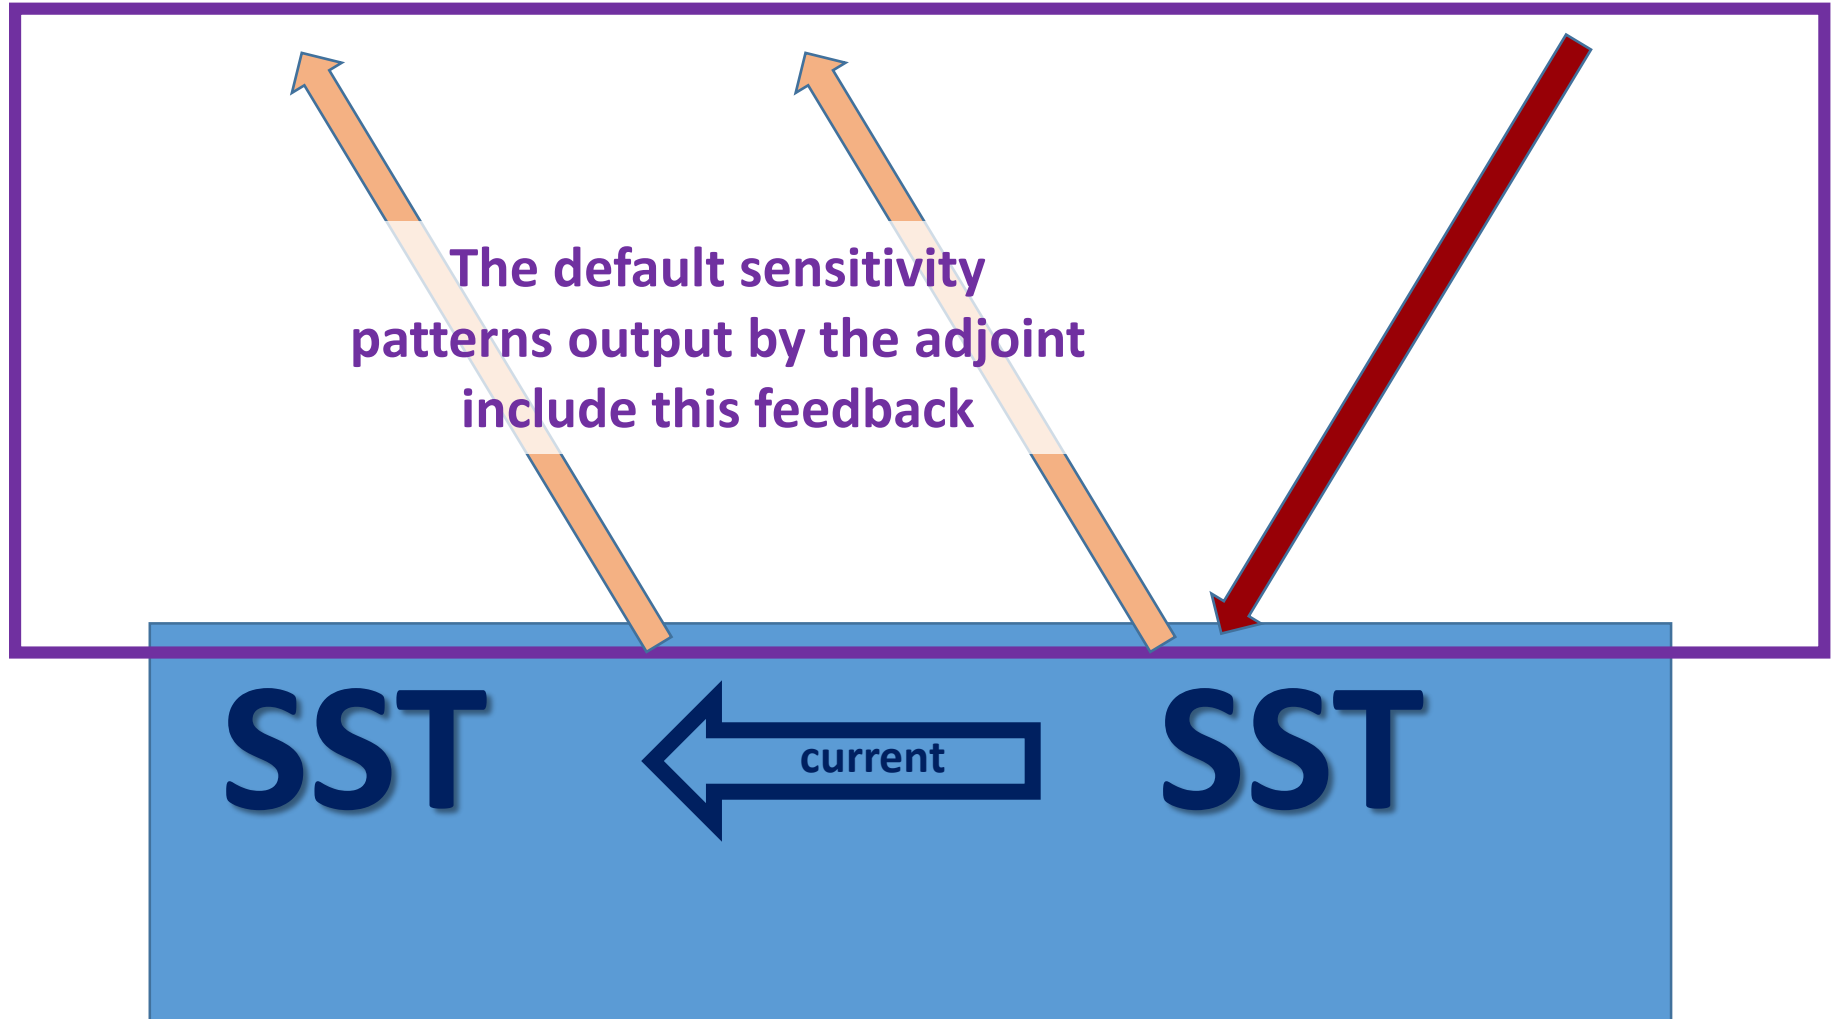 The default sensitivity
patterns output by the adjoint
include this feedback
SST
current
SST